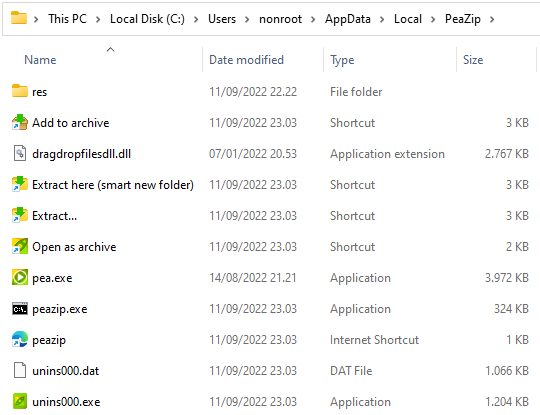 This PC > Local Disk (C:) > Users > nonroot > AppData > Local > PeaZip >
Name Date modified Type Size
res 11/09/2022 22.22 File folder
Add to archive 11/09/2022 23.03 Shortcut 3 KB
dragdropfilesdll.dll 07/01/2022 20.53 Application extension 2.767 KB
Extract here (smart new folder) 11/09/2022 23.03 Shortcut 3 KB
Extract... 11/09/2022 23.03 Shortcut 3 KB
Open as archive 11/09/2022 23.03 Shortcut 2 KB
pea.exe 14/08/2022 21.21 Application 3.972 KB
peazip.exe 11/09/2022 23.03 Application 324 KB
peazip 11/09/2022 23.03 Internet Shortcut 1 KB
unins000.dat 11/09/2022 23.03 DAT File 1.066 KB
unins000.exe 11/09/2022 23.03 Application 1.204 KB